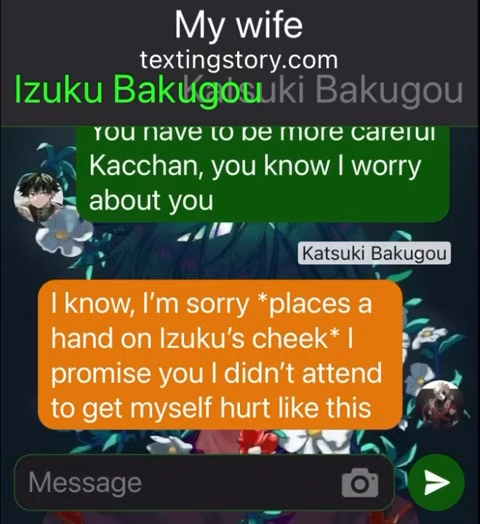 My wife
textingstory.com
Izuku Bakugou Katsuki Bakugou
You have to be more careful
Kacchan, you know I worry
about you
Katsuki Bakugou
I know, I'm sorry *places a
hand on Izuku's cheek* I
promise you I didn't attend
to get myself hurt like this
Message